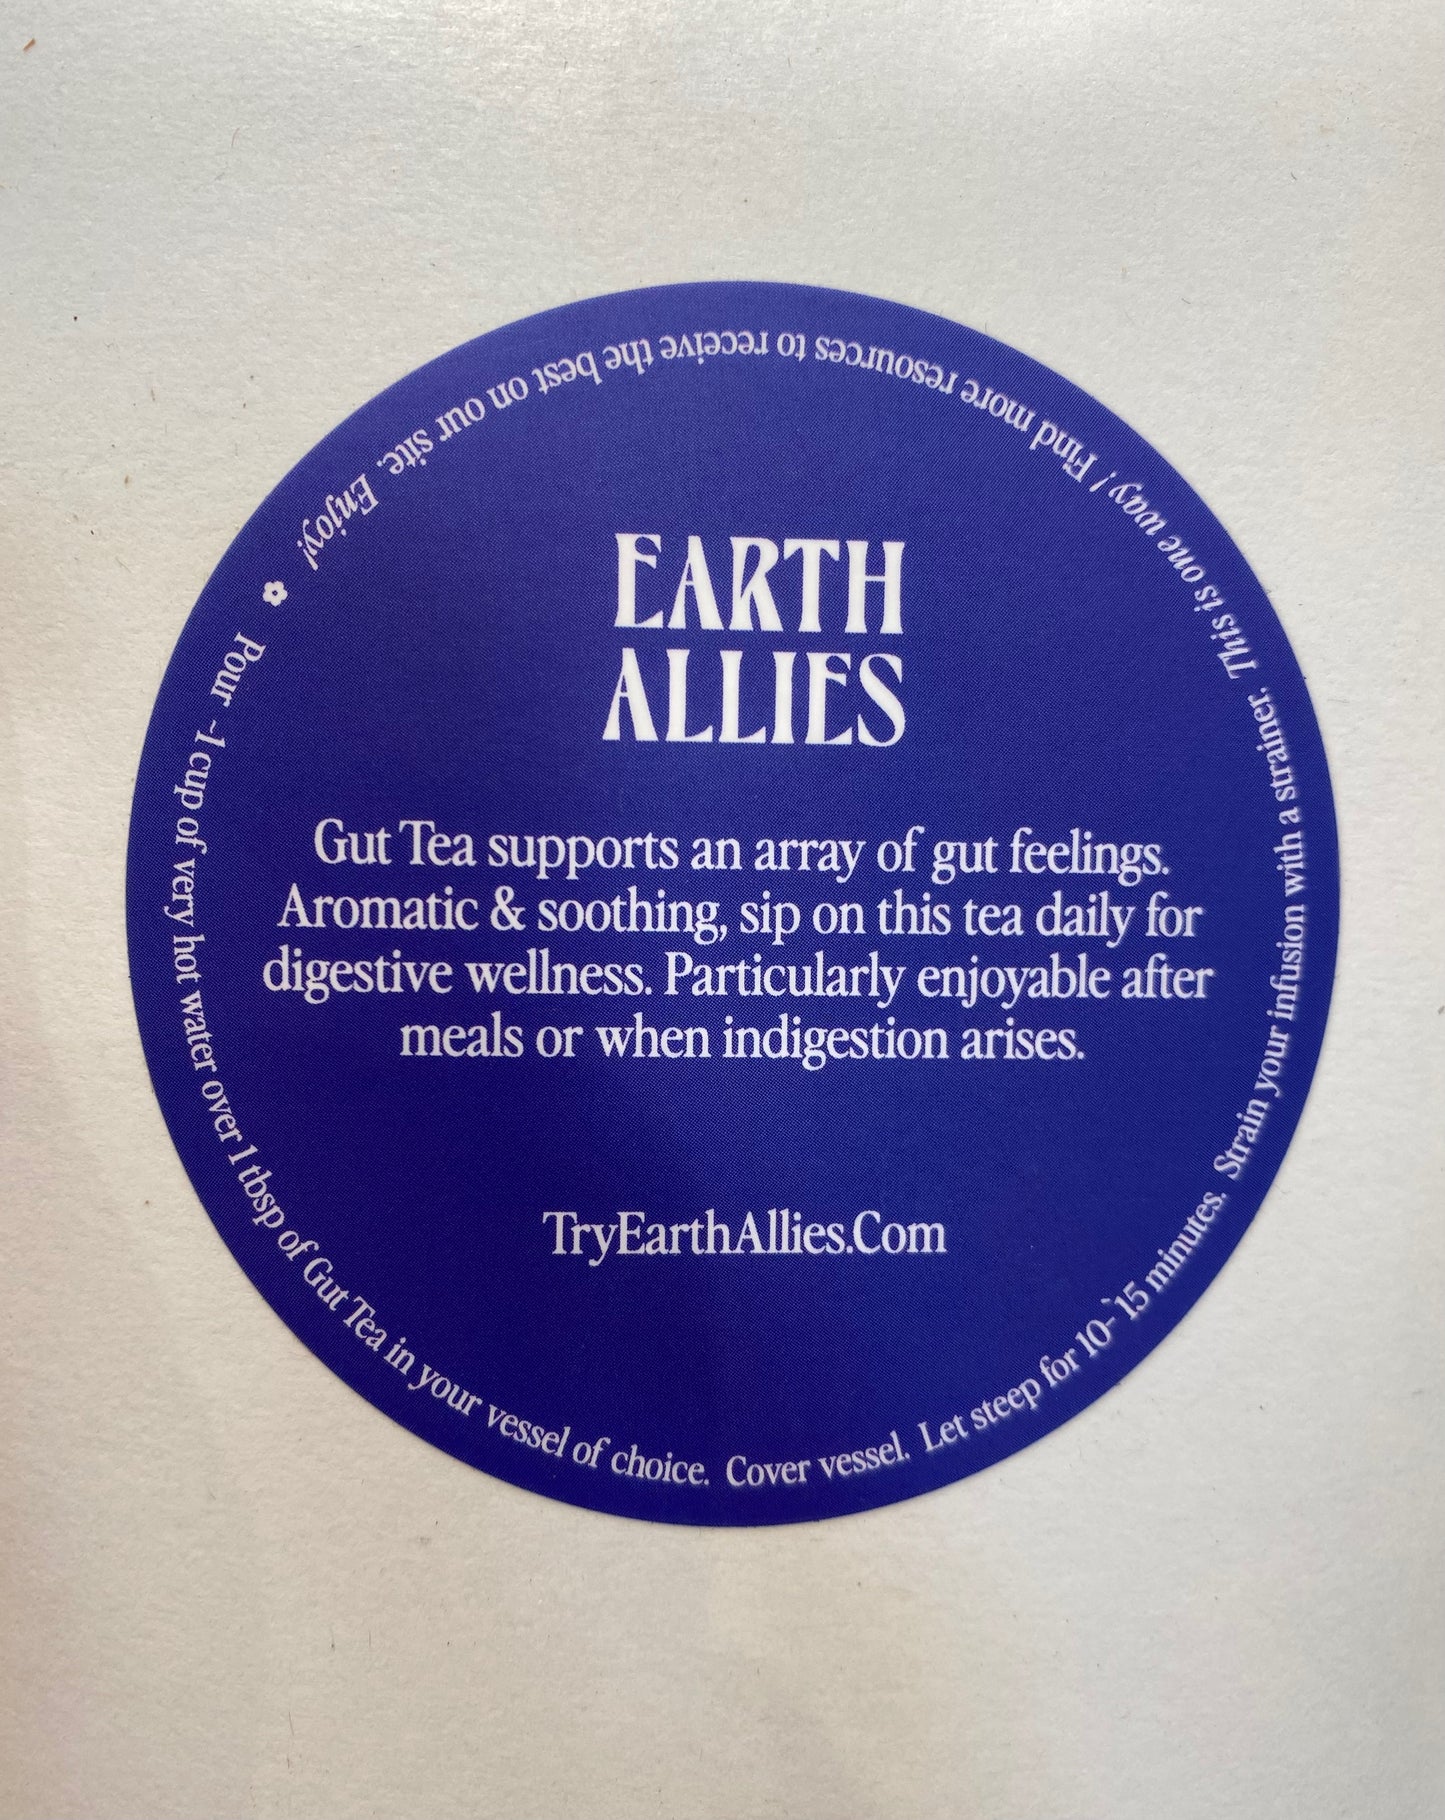 EARTH
ALLIES
Gut Tea supports an array of gut feelings.
Aromatic & soothing, sip on this tea daily for
digestive wellness. Particularly enjoyable after
meals or when indigestion arises.
TryEarthAllies.Com
Pour ~1 cup of very hot water over 1 tbsp of Gut Tea in your vessel of choice. Cover vessel. Let steep for 10-`15 minutes. Strain your infusion with a strainer. This is one way! Find more resources to receive the best on our site. Enjoy!